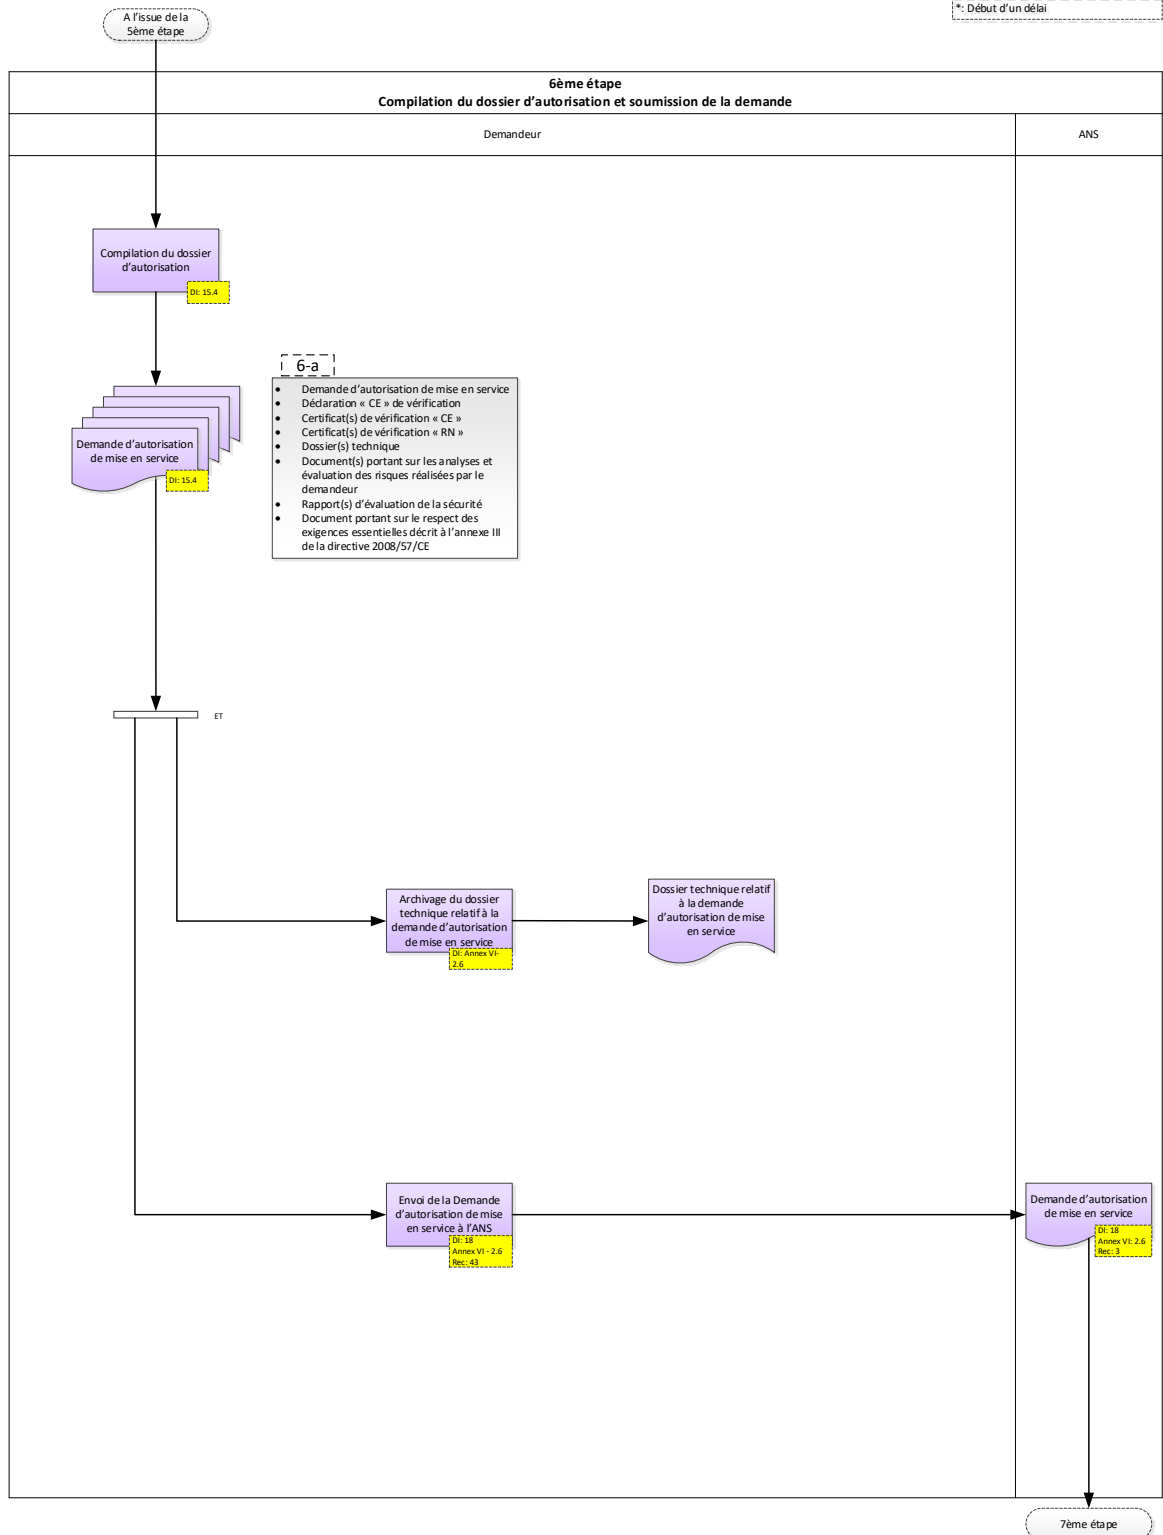 *: Début d'un délai
A l'issue de la
5ème étape
6ème étape
Compilation du dossier d'autorisation et soumission de la demande
Demandeur
ANS
Compilation du dossier
d'autorisation
DI: 15.4
6-a
• Demande d'autorisation de mise en service
• Déclaration « CE » de vérification
• Certificat(s) de vérification « CE »
• Certificat(s) de vérification « RN »
• Dossier(s) technique
• Document(s) portant sur les analyses et
évaluation des risques réalisées par le
demandeur
• Rapport(s) d'évaluation de la sécurité
• Document portant sur le respect des
exigences essentielles décrit à l'annexe III
de la directive 2008/57/CE
Demande d'autorisation
de mise en service
DI: 15.4
ET
Archivage du dossier
technique relatif à la
demande d'autorisation
de mise en service
DI: Annex VI-
2.6
Dossier technique relatif
à la demande
d'autorisation de mise
en service
Envoi de la Demande
d'autorisation de mise
en service à l'ANS
DI: 18
Annex VI - 2.6
Rec: 43
Demande d'autorisation
de mise en service
DI: 18
Annex VI: 2.6
Rec: 3
7ème étape